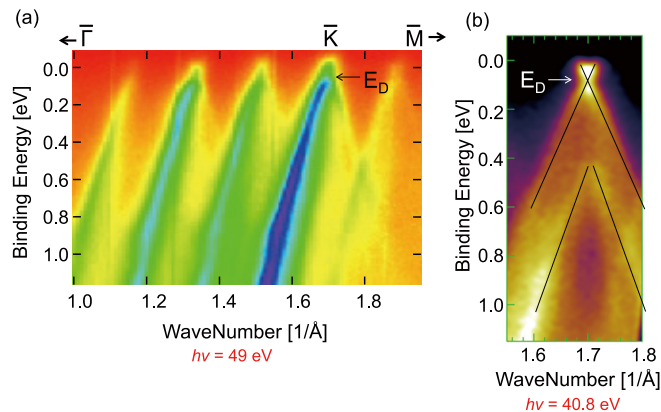 (a)
← Γ̅ K̅ M̅ →
E_D
Binding Energy [eV]
0.0
0.2
0.4
0.6
0.8
1.0
1.0 1.2 1.4 1.6 1.8
WaveNumber [1/Å]
hν = 49 eV
(b)
E_D
Binding Energy [eV]
0.0
0.2
0.4
0.6
0.8
1.0
1.6 1.7 1.8
WaveNumber [1/Å]
hν = 40.8 eV